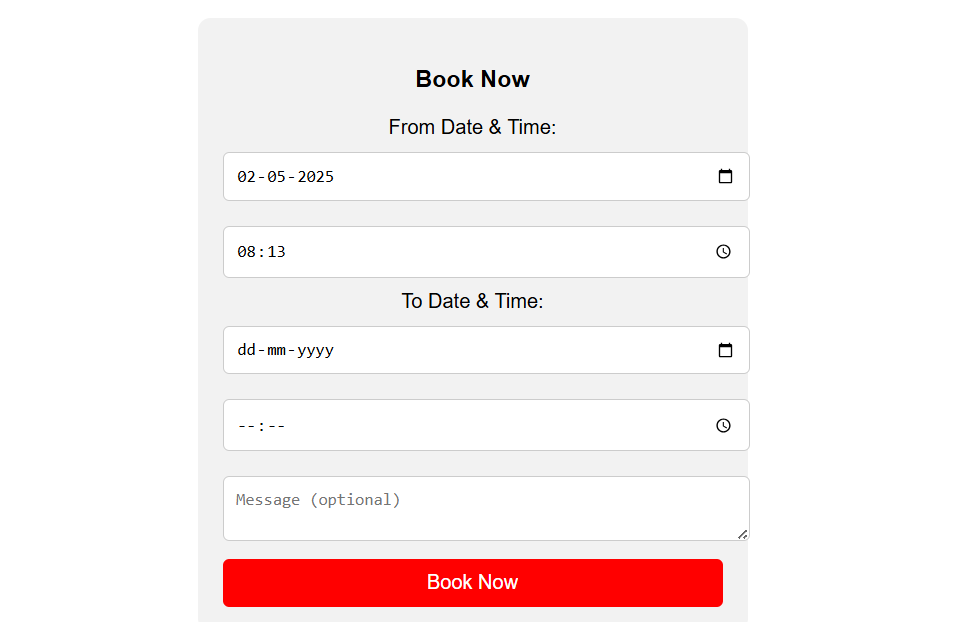 Book Now
From Date & Time:
02-05-2025
08:13
To Date & Time:
dd-mm-yyyy
--:--
Message (optional)
Book Now